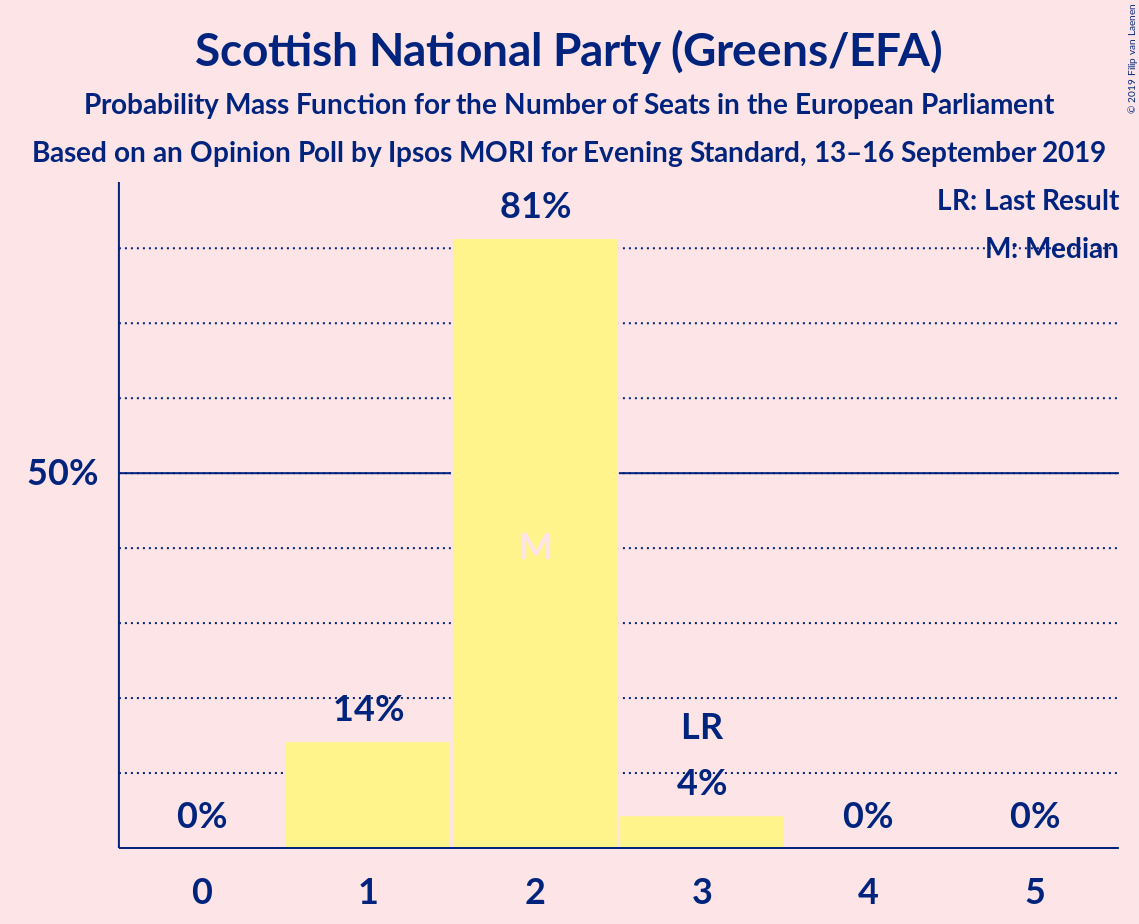 Scottish National Party (Greens/EFA)
Probability Mass Function for the Number of Seats in the European Parliament
Based on an Opinion Poll by Ipsos MORI for Evening Standard, 13–16 September 2019
© 2019 Filip van Laenen
LR: Last Result
M: Median
81%
50%
M
14%
LR
4%
0%
0%
0%
0
1
2
3
4
5